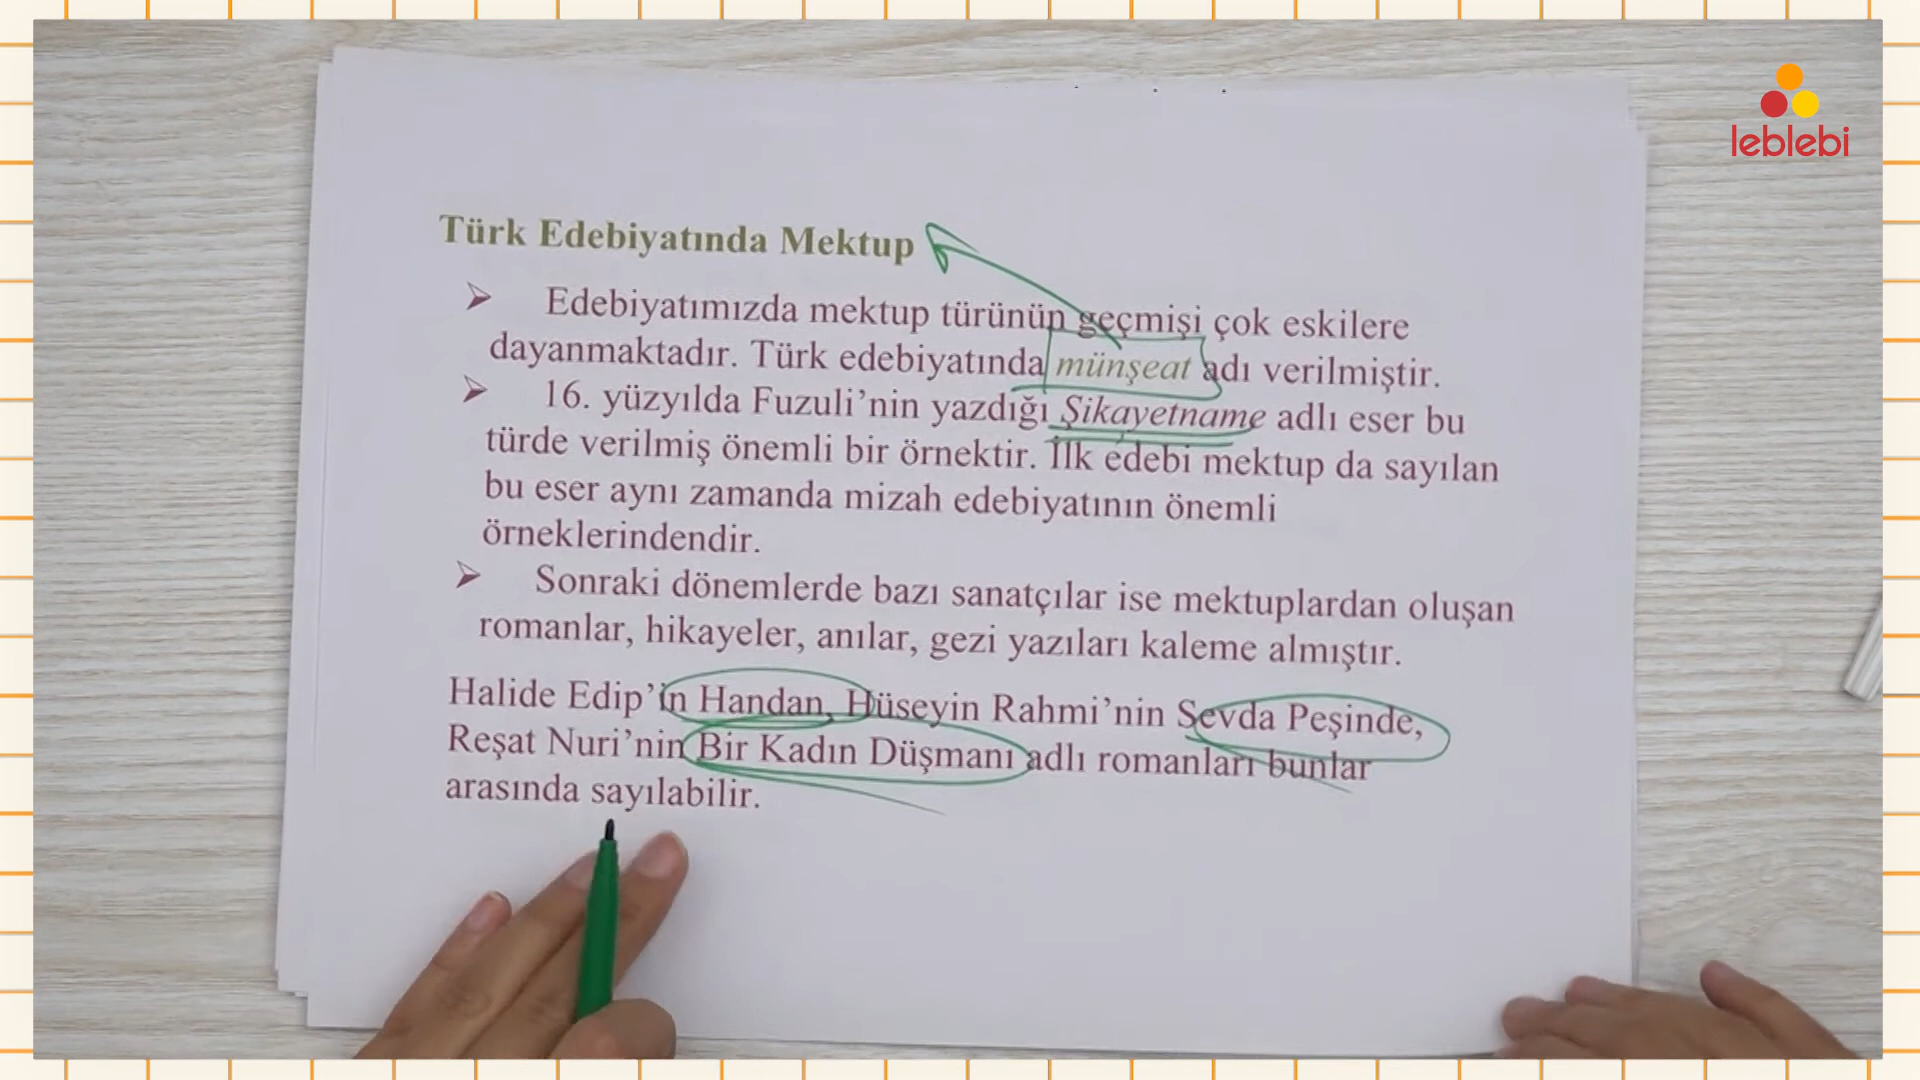 leblebi
Türk Edebiyatında Mektup
➢ Edebiyatımızda mektup türünün geçmişi çok eskilere
dayanmaktadır. Türk edebiyatında münşeat adı verilmiştir.
➢ 16. yüzyılda Fuzuli’nin yazdığı Şikayetname adlı eser bu
türde verilmiş önemli bir örnektir. İlk edebi mektup da sayılan
bu eser aynı zamanda mizah edebiyatının önemli
örneklerindendir.
➢ Sonraki dönemlerde bazı sanatçılar ise mektuplardan oluşan
romanlar, hikayeler, anılar, gezi yazıları kaleme almıştır.
Halide Edip’in Handan, Hüseyin Rahmi’nin Sevda Peşinde,
Reşat Nuri’nin Bir Kadın Düşmanı adlı romanları bunlar
arasında sayılabilir.